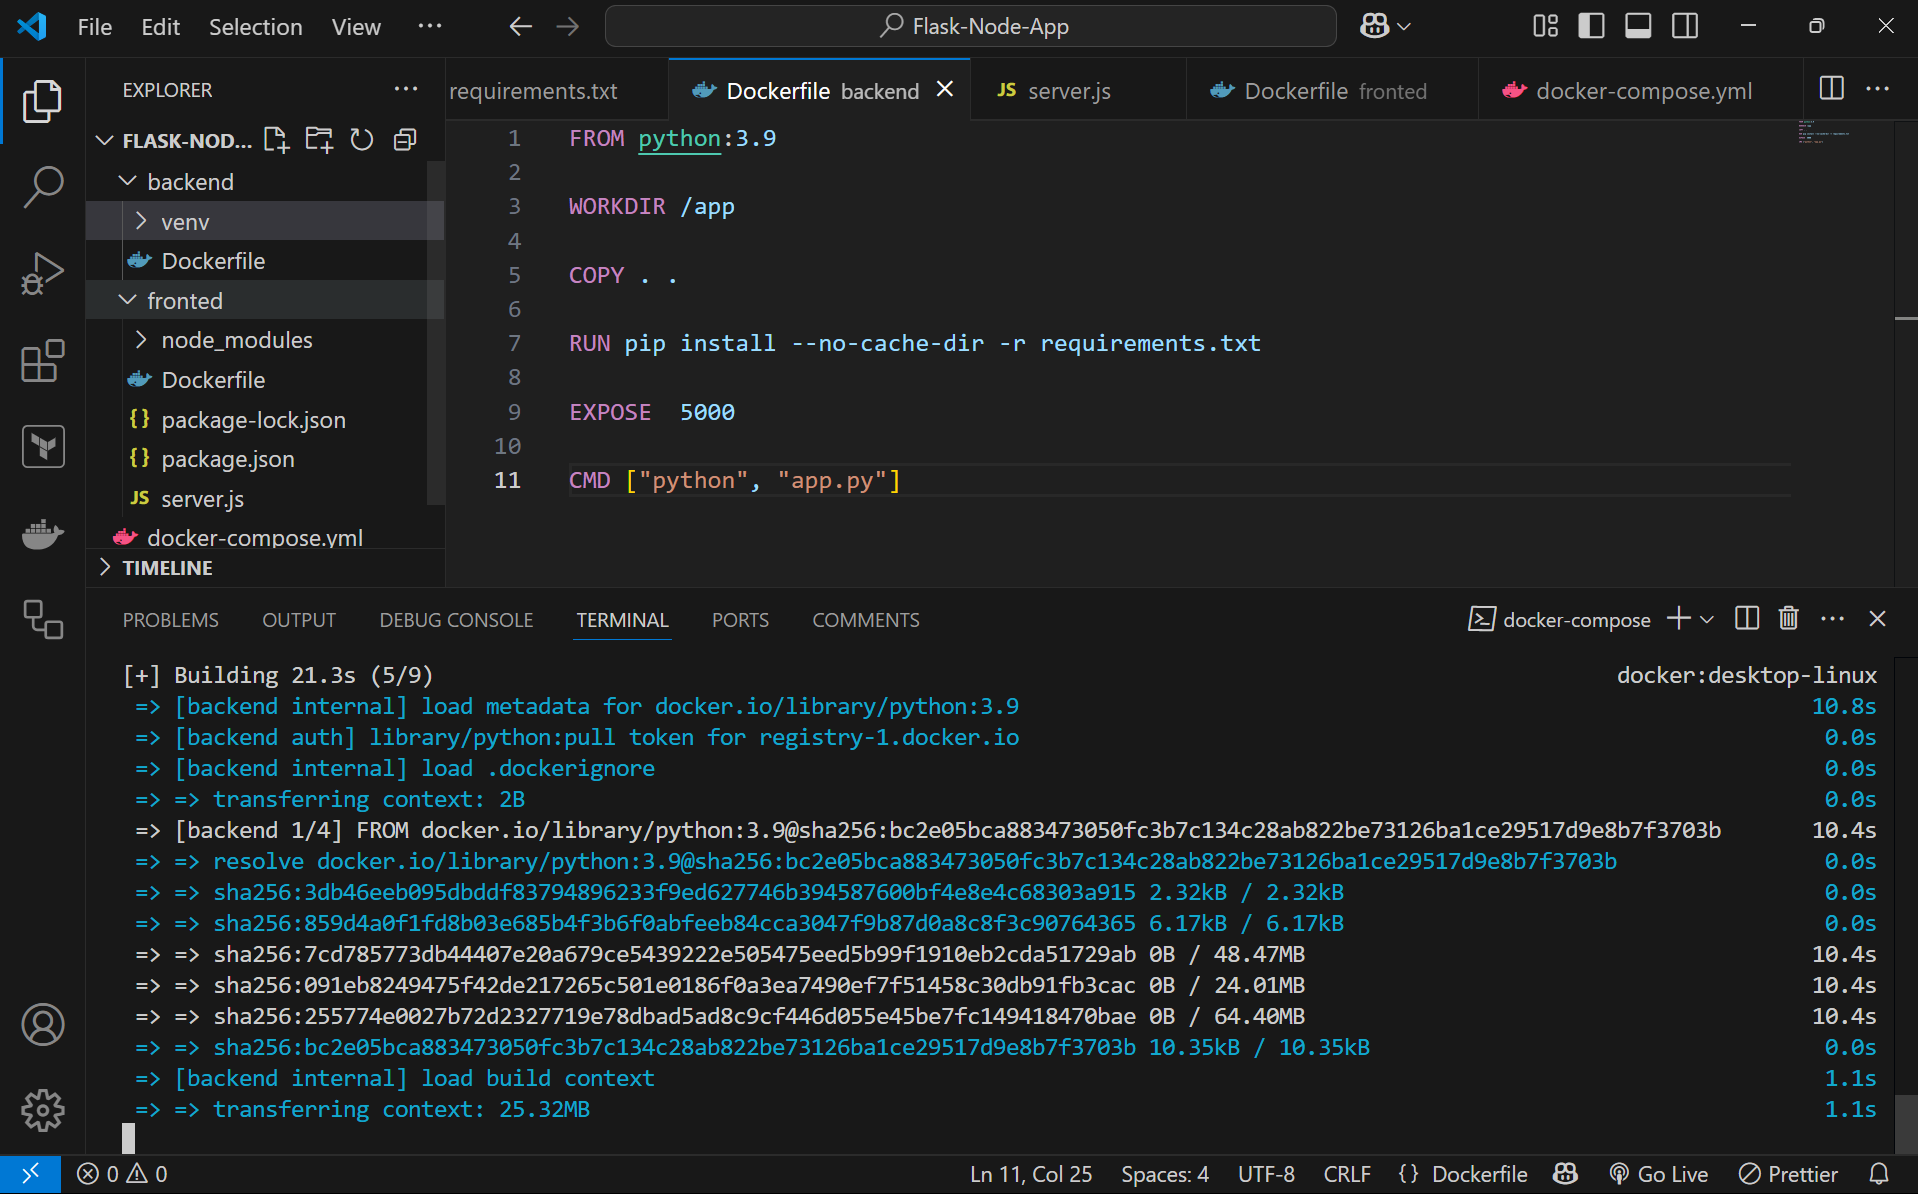 File Edit Selection View ··· Flask-Node-App
EXPLORER ···
requirements.txt Dockerfile backend JS server.js Dockerfile fronted docker-compose.yml ···
FLASK-NOD...
backend
venv
Dockerfile
fronted
node_modules
Dockerfile
{} package-lock.json
{} package.json
JS server.js
docker-compose.yml
TIMELINE
1 FROM python:3.9
2
3 WORKDIR /app
4
5 COPY . .
6
7 RUN pip install --no-cache-dir -r requirements.txt
8
9 EXPOSE  5000
10
11 CMD ["python", "app.py"]
PROBLEMS OUTPUT DEBUG CONSOLE TERMINAL PORTS COMMENTS docker-compose ···
[+] Building 21.3s (5/9) docker:desktop-linux
=> [backend internal] load metadata for docker.io/library/python:3.9 10.8s
=> [backend auth] library/python:pull token for registry-1.docker.io 0.0s
=> [backend internal] load .dockerignore 0.0s
=> => transferring context: 2B 0.0s
=> [backend 1/4] FROM docker.io/library/python:3.9@sha256:bc2e05bca883473050fc3b7c134c28ab822be73126ba1ce29517d9e8b7f3703b 10.4s
=> => resolve docker.io/library/python:3.9@sha256:bc2e05bca883473050fc3b7c134c28ab822be73126ba1ce29517d9e8b7f3703b 0.0s
=> => sha256:3db46eeb095dbddf83794896233f9ed627746b394587600bf4e8e4c68303a915 2.32kB / 2.32kB 0.0s
=> => sha256:859d4a0f1fd8b03e685b4f3b6f0abfeeb84cca3047f9b87d0a8c8f3c90764365 6.17kB / 6.17kB 0.0s
=> => sha256:7cd785773db44407e20a679ce5439222e505475eed5b99f1910eb2cda51729ab 0B / 48.47MB 10.4s
=> => sha256:091eb8249475f42de217265c501e0186f0a3ea7490ef7f51458c30db91fb3cac 0B / 24.01MB 10.4s
=> => sha256:255774e0027b72d2327719e78dbad5ad8c9cf446d055e45be7fc149418470bae 0B / 64.40MB 10.4s
=> => sha256:bc2e05bca883473050fc3b7c134c28ab822be73126ba1ce29517d9e8b7f3703b 10.35kB / 10.35kB 0.0s
=> [backend internal] load build context 1.1s
=> => transferring context: 25.32MB 1.1s
0 0 Ln 11, Col 25 Spaces: 4 UTF-8 CRLF {} Dockerfile Go Live Prettier